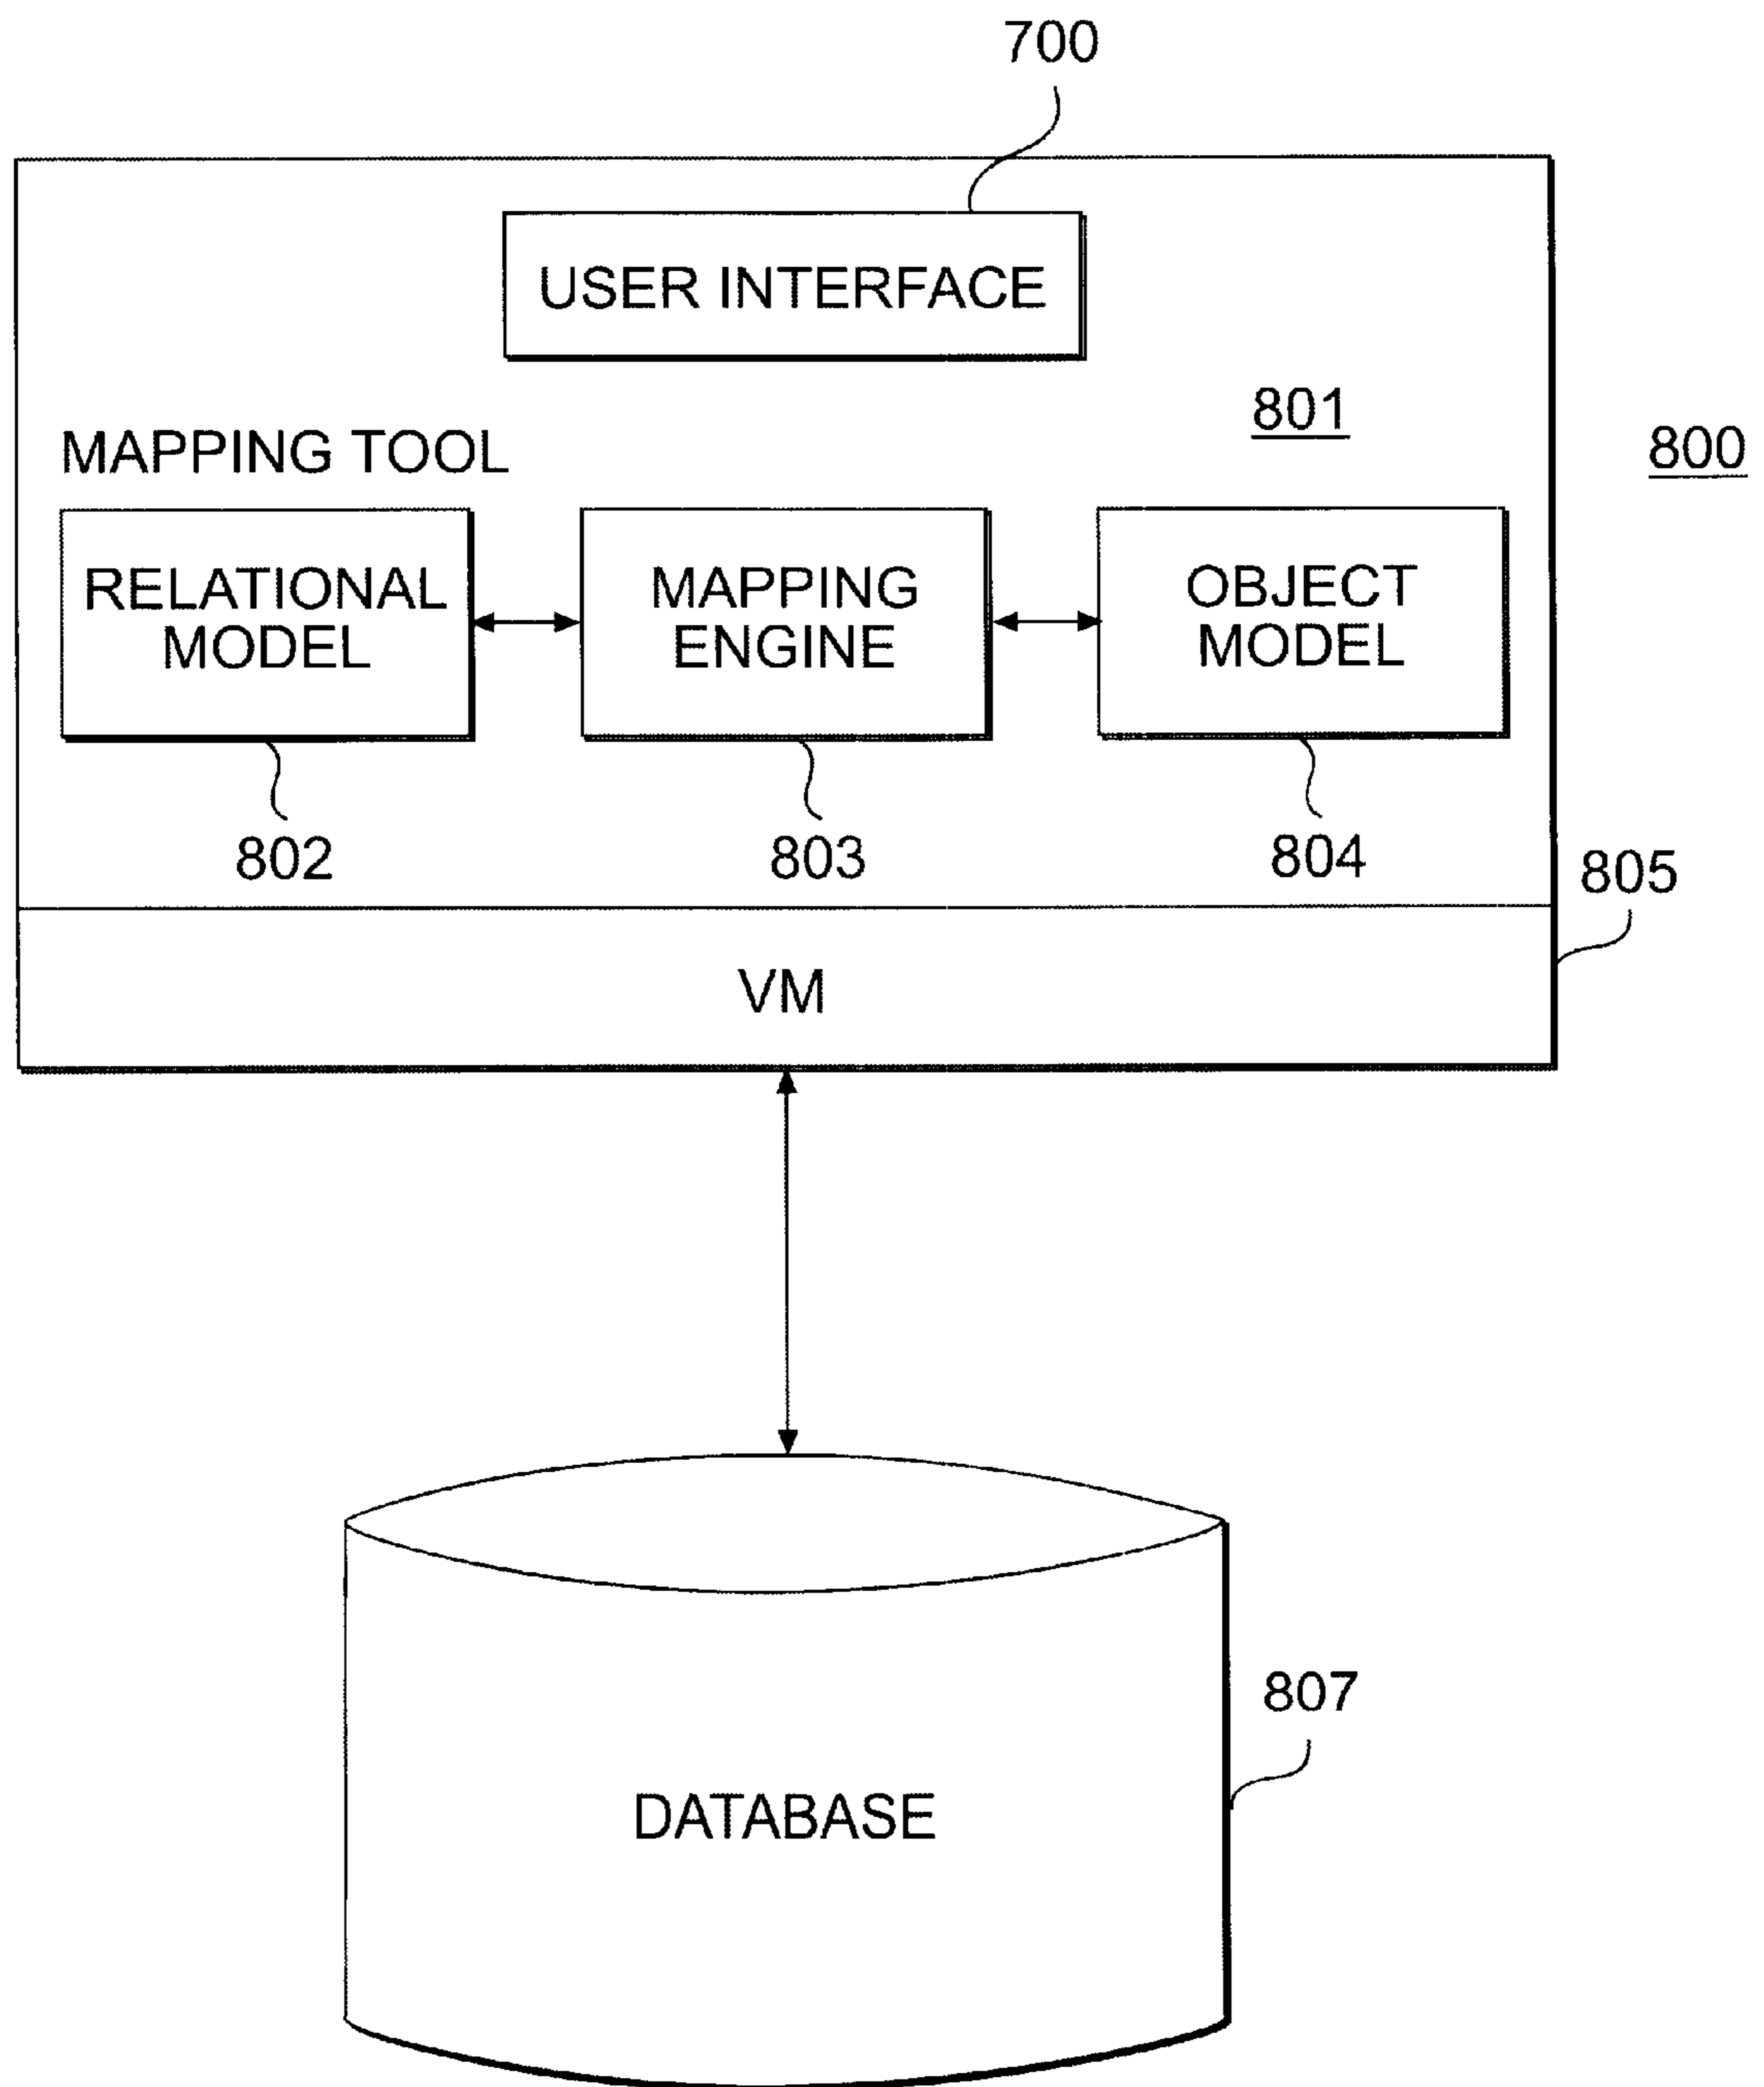 700
USER INTERFACE
801
800
MAPPING TOOL
RELATIONAL
MODEL
MAPPING
ENGINE
OBJECT
MODEL
802
803
804
805
VM
807
DATABASE